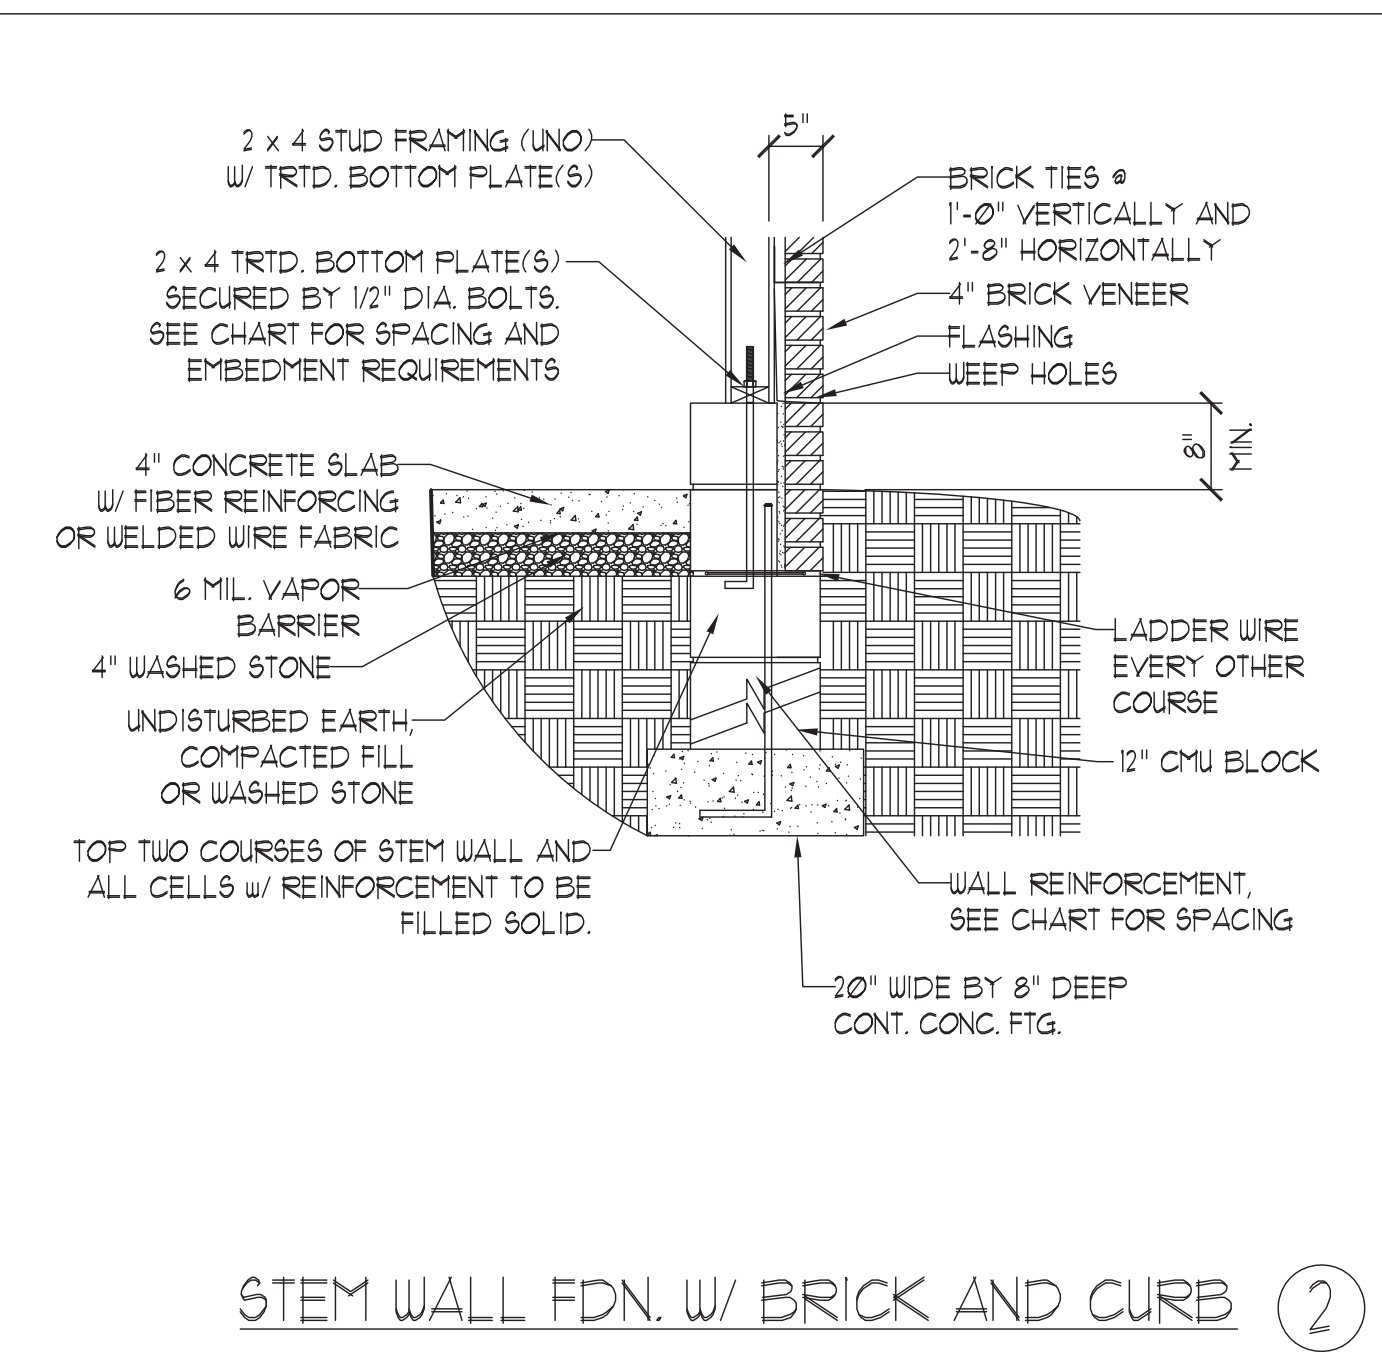 5"
2 x 4 STUD FRAMING (UNO)
W/ TRTD. BOTTOM PLATE(S)
BRICK TIES @
1'-0" VERTICALLY AND
2'-8" HORIZONTALLY
2 x 4 TRTD. BOTTOM PLATE(S)
SECURED BY 1/2" DIA. BOLTS.
SEE CHART FOR SPACING AND
EMBEDMENT REQUIREMENTS
4" BRICK VENEER
FLASHING
WEEP HOLES
8"
MIN.
4" CONCRETE SLAB
W/ FIBER REINFORCING
OR WELDED WIRE FABRIC
6 MIL. VAPOR
BARRIER
4" WASHED STONE
LADDER WIRE
EVERY OTHER
COURSE
UNDISTURBED EARTH,
COMPACTED FILL
OR WASHED STONE
12" CMU BLOCK
TOP TWO COURSES OF STEM WALL AND
ALL CELLS w/ REINFORCEMENT TO BE
FILLED SOLID.
WALL REINFORCEMENT,
SEE CHART FOR SPACING
20" WIDE BY 8" DEEP
CONT. CONC. FTG.
STEM WALL FDN. W/ BRICK AND CURB
2